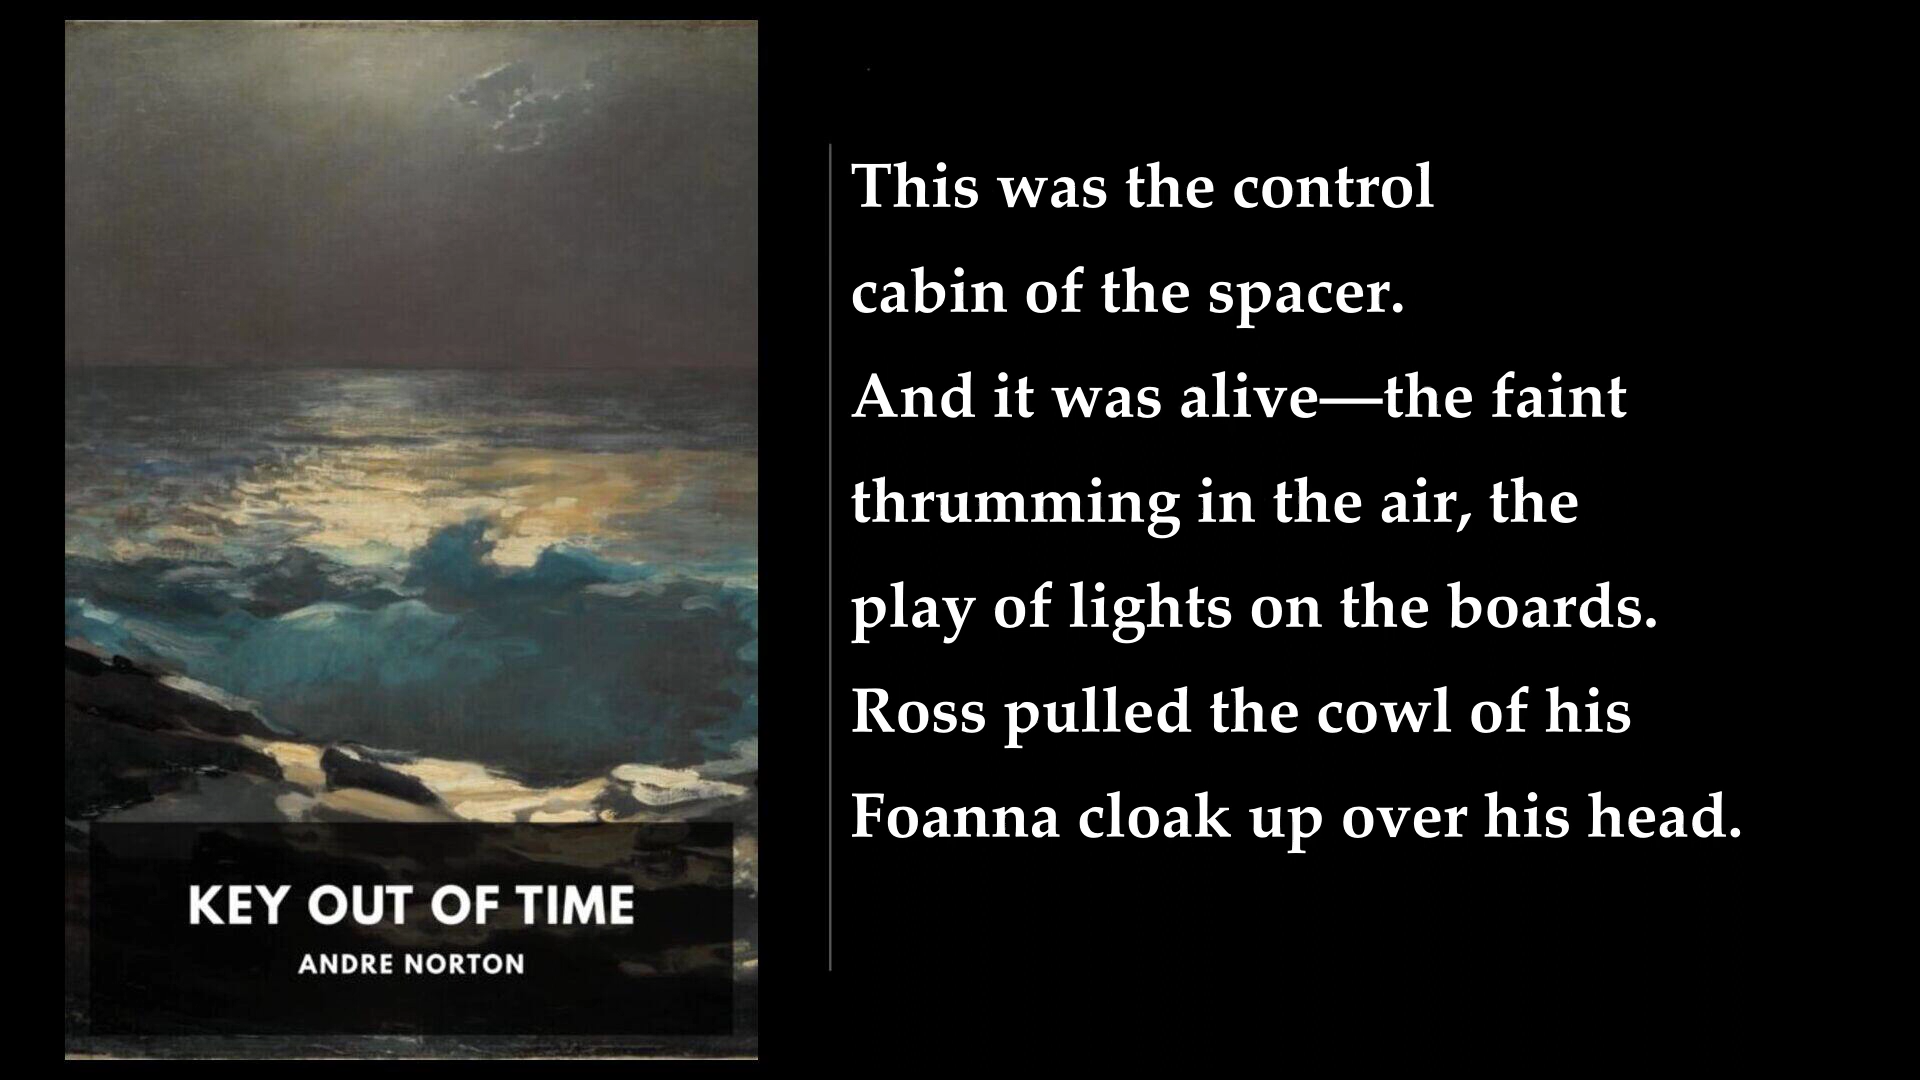 This was the control
cabin of the spacer.
And it was alive—the faint
thrumming in the air, the
play of lights on the boards.
Ross pulled the cowl of his
Foanna cloak up over his head.
KEY OUT OF TIME
ANDRE NORTON